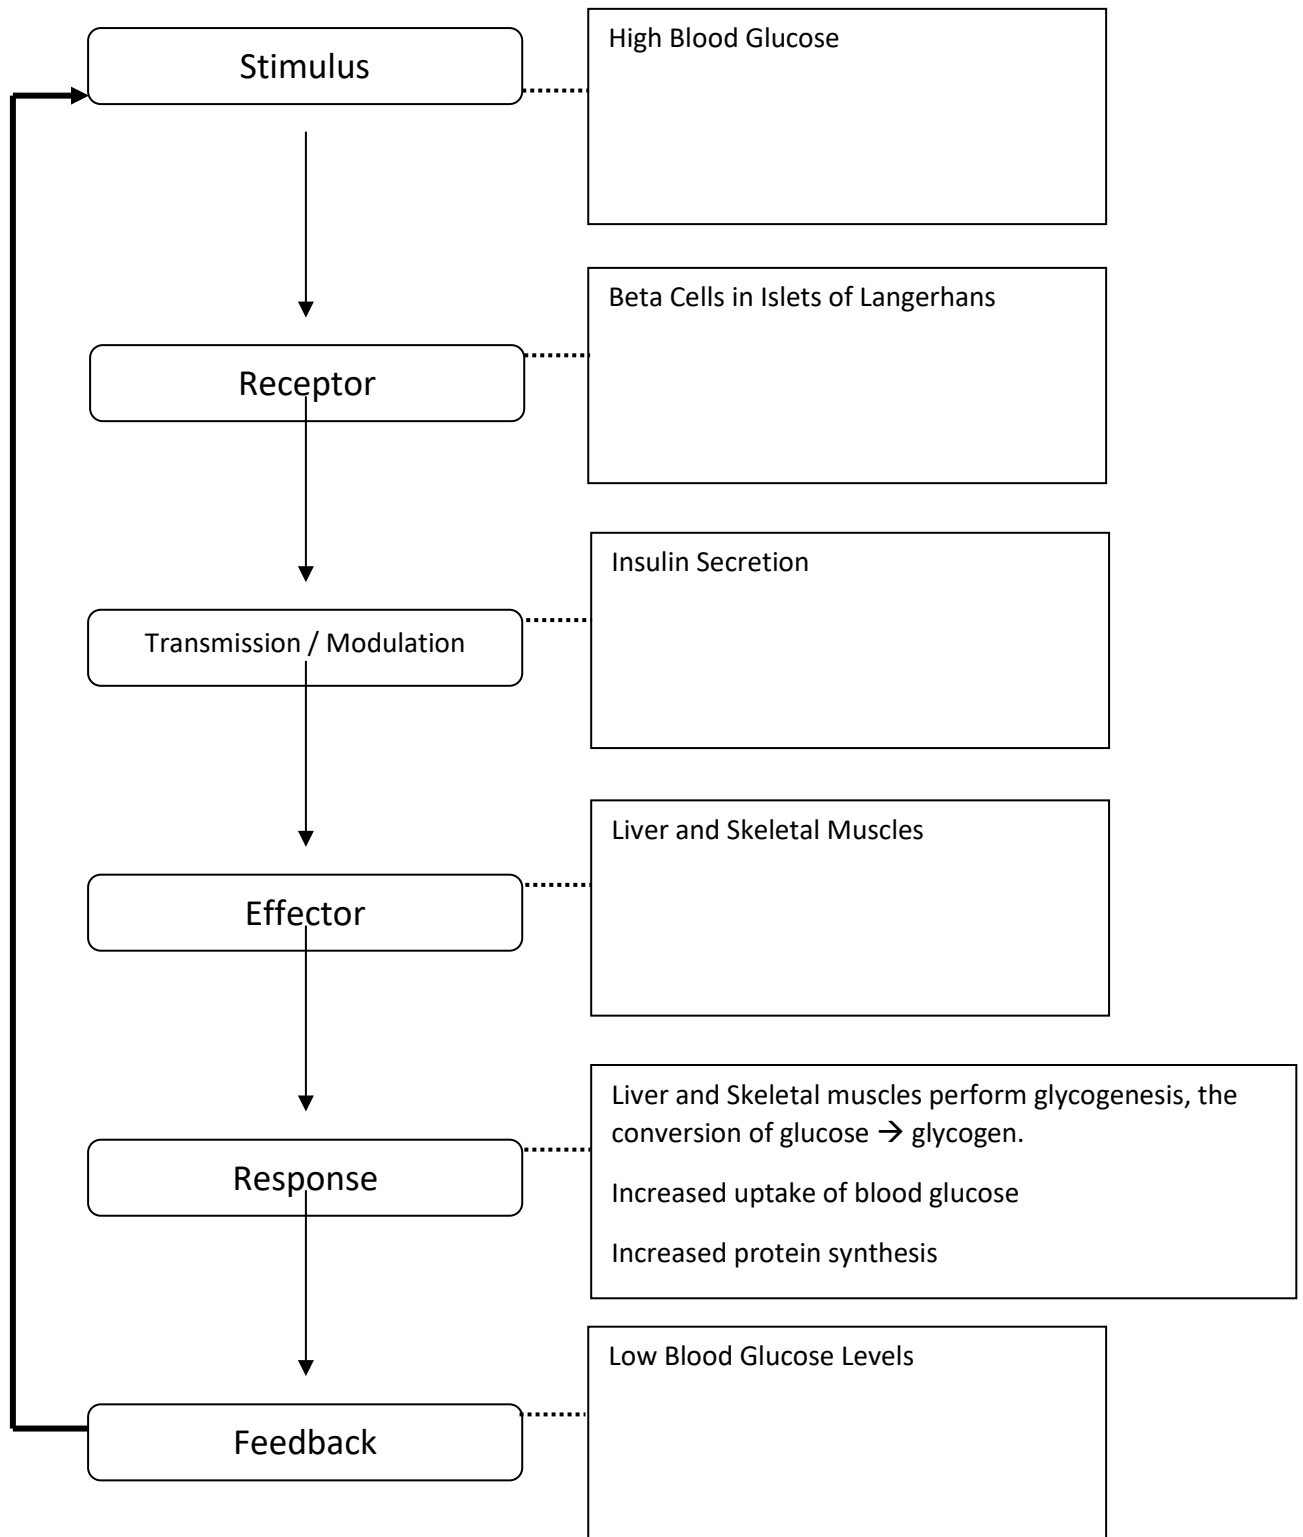 Stimulus
High Blood Glucose
Receptor
Beta Cells in Islets of Langerhans
Transmission / Modulation
Insulin Secretion
Effector
Liver and Skeletal Muscles
Response
Liver and Skeletal muscles perform glycogenesis, the
conversion of glucose → glycogen.
Increased uptake of blood glucose
Increased protein synthesis
Feedback
Low Blood Glucose Levels